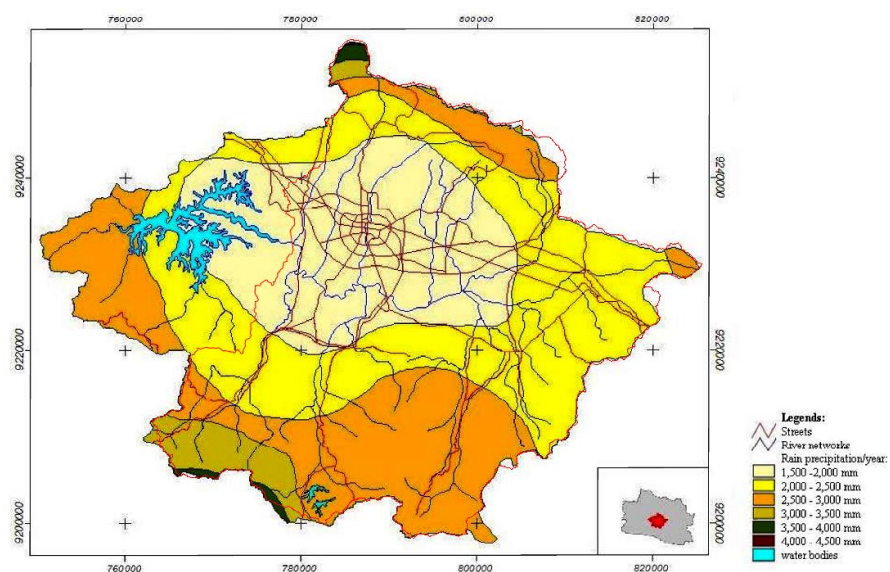 760000 780000 800000 820000
9240000 9240000
9220000 9220000
9200000 9200000
760000 780000 800000 820000
Legends:
Streets
River networks
Rain precipitation/year:
1,500 -2,000 mm
2,000 - 2,500 mm
2,500 - 3,000 mm
3,000 - 3,500 mm
3,500 - 4,000 mm
4,000 - 4,500 mm
water bodies